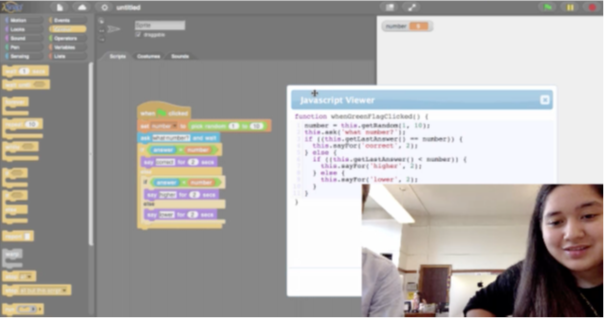 untitled
Motion
Events
Looks
Sound
Operators
Pen
Variables
Sensing
Lists
Sprite
draggable
Scripts
Costumes
Sounds
number
when clicked
set number to pick random 1 to 10
ask what number? and wait
if answer = number
say correct for 2 secs
else
if answer < number
say higher for 2 secs
else
say lower for 2 secs
Javascript Viewer
function whenGreenFlagClicked() {
number = this.getRandom(1, 10);
this.ask('what number?');
if ((this.getLastAnswer() == number)) {
this.sayFor('correct', 2);
} else {
if ((this.getLastAnswer() < number)) {
this.sayFor('higher', 2);
} else {
this.sayFor('lower', 2);
}
}
}